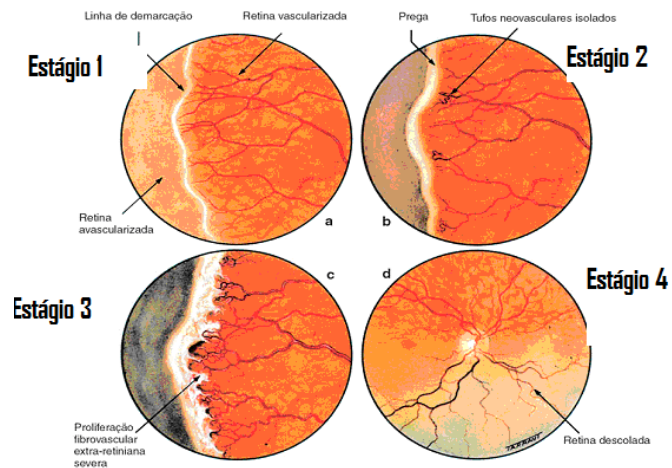 Linha de demarcação
Retina vascularizada
Estágio 1
Retina
avascularizada
a
Prega
Tufos neovasculares isolados
Estágio 2
b
Estágio 3
c
Proliferação
fibrovascular
extra-retiniana
severa
d
Estágio 4
Retina descolada
TARRANT